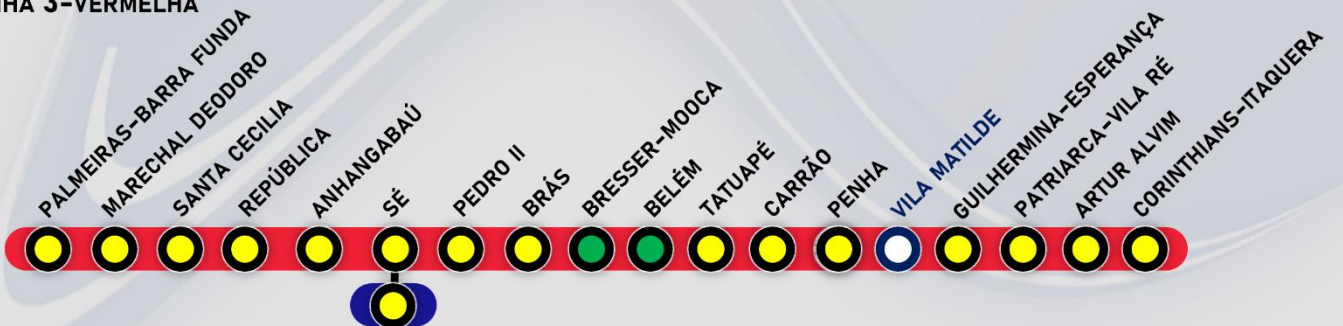 3-VERMELHA
PALMEIRAS-BARRA FUNDA
MARECHAL DEODORO
SANTA CECILIA
REPÚBLICA
ANHANGABAÚ
SÉ
PEDRO II
BRÁS
BRESSER-MOOCA
BELÉM
TATUAPÉ
CARRÃO
PENHA
VILA MATILDE
GUILHERMINA-ESPERANÇA
PATRIARCA-VILA RÉ
ARTUR ALVIM
CORINTHIANS-ITAQUERA